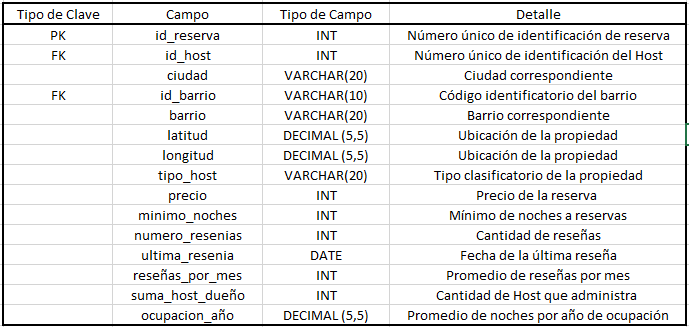 Tipo de Clave Campo Tipo de Campo Detalle
PK id_reserva INT Número único de identificación de reserva
FK id_host INT Número único de identificación del Host
ciudad VARCHAR(20) Ciudad correspondiente
FK id_barrio VARCHAR(10) Código identificatorio del barrio
barrio VARCHAR(20) Barrio correspondiente
latitud DECIMAL (5,5) Ubicación de la propiedad
longitud DECIMAL (5,5) Ubicación de la propiedad
tipo_host VARCHAR(20) Tipo clasificatorio de la propiedad
precio INT Precio de la reserva
minimo_noches INT Mínimo de noches a reservas
numero_resenias INT Cantidad de reseñas
ultima_resenia DATE Fecha de la última reseña
reseñas_por_mes INT Promedio de reseñas por mes
suma_host_dueño INT Cantidad de Host que administra
ocupacion_año DECIMAL (5,5) Promedio de noches por año de ocupación